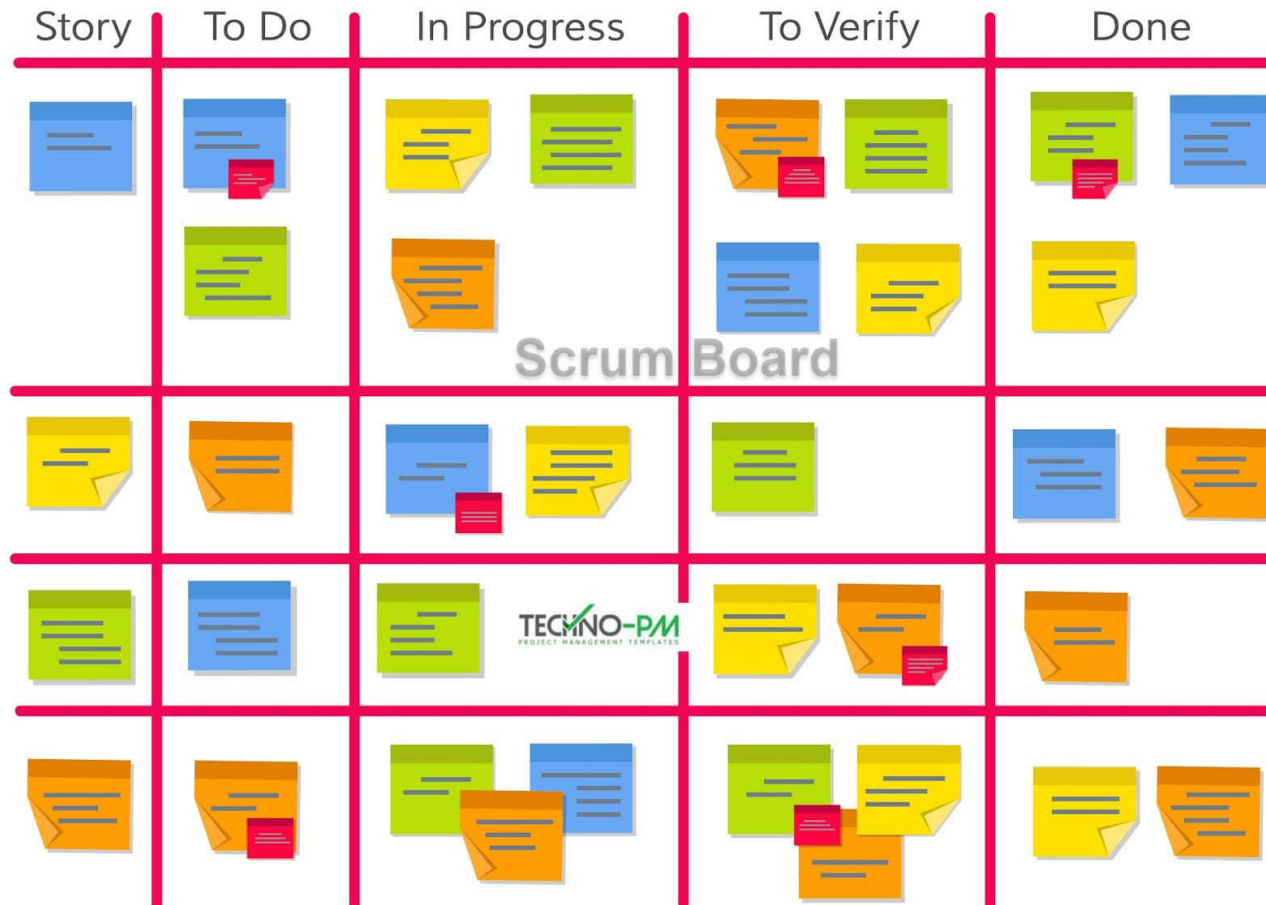 Story To Do In Progress To Verify Done
Scrum Board
TECHNO-PM
PROJECT MANAGEMENT TEMPLATES